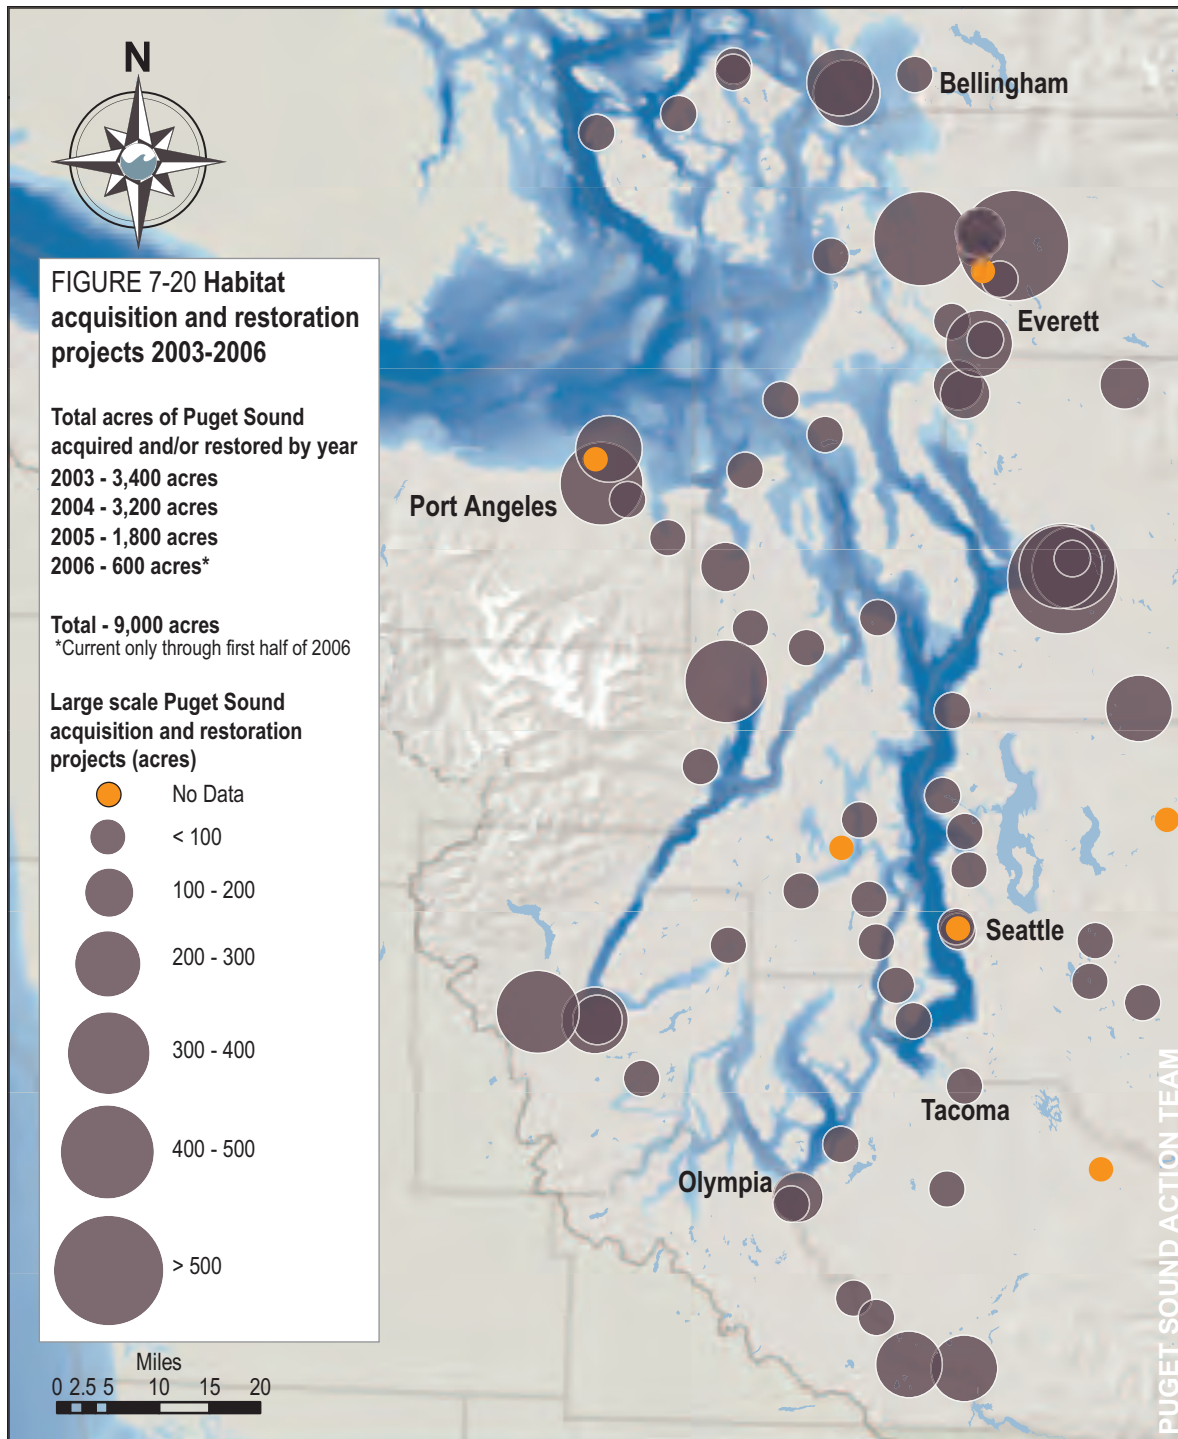 N
Bellingham
FIGURE 7-20 Habitat
acquisition and restoration
projects 2003-2006
Everett
Total acres of Puget Sound
acquired and/or restored by year
2003 - 3,400 acres
2004 - 3,200 acres
2005 - 1,800 acres
2006 - 600 acres*
Port Angeles
Total - 9,000 acres
*Current only through first half of 2006
Large scale Puget Sound
acquisition and restoration
projects (acres)
No Data
< 100
100 - 200
200 - 300
300 - 400
400 - 500
> 500
Seattle
Tacoma
Olympia
Miles
0 2.5 5 10 15 20
PUGET SOUND ACTION TEAM